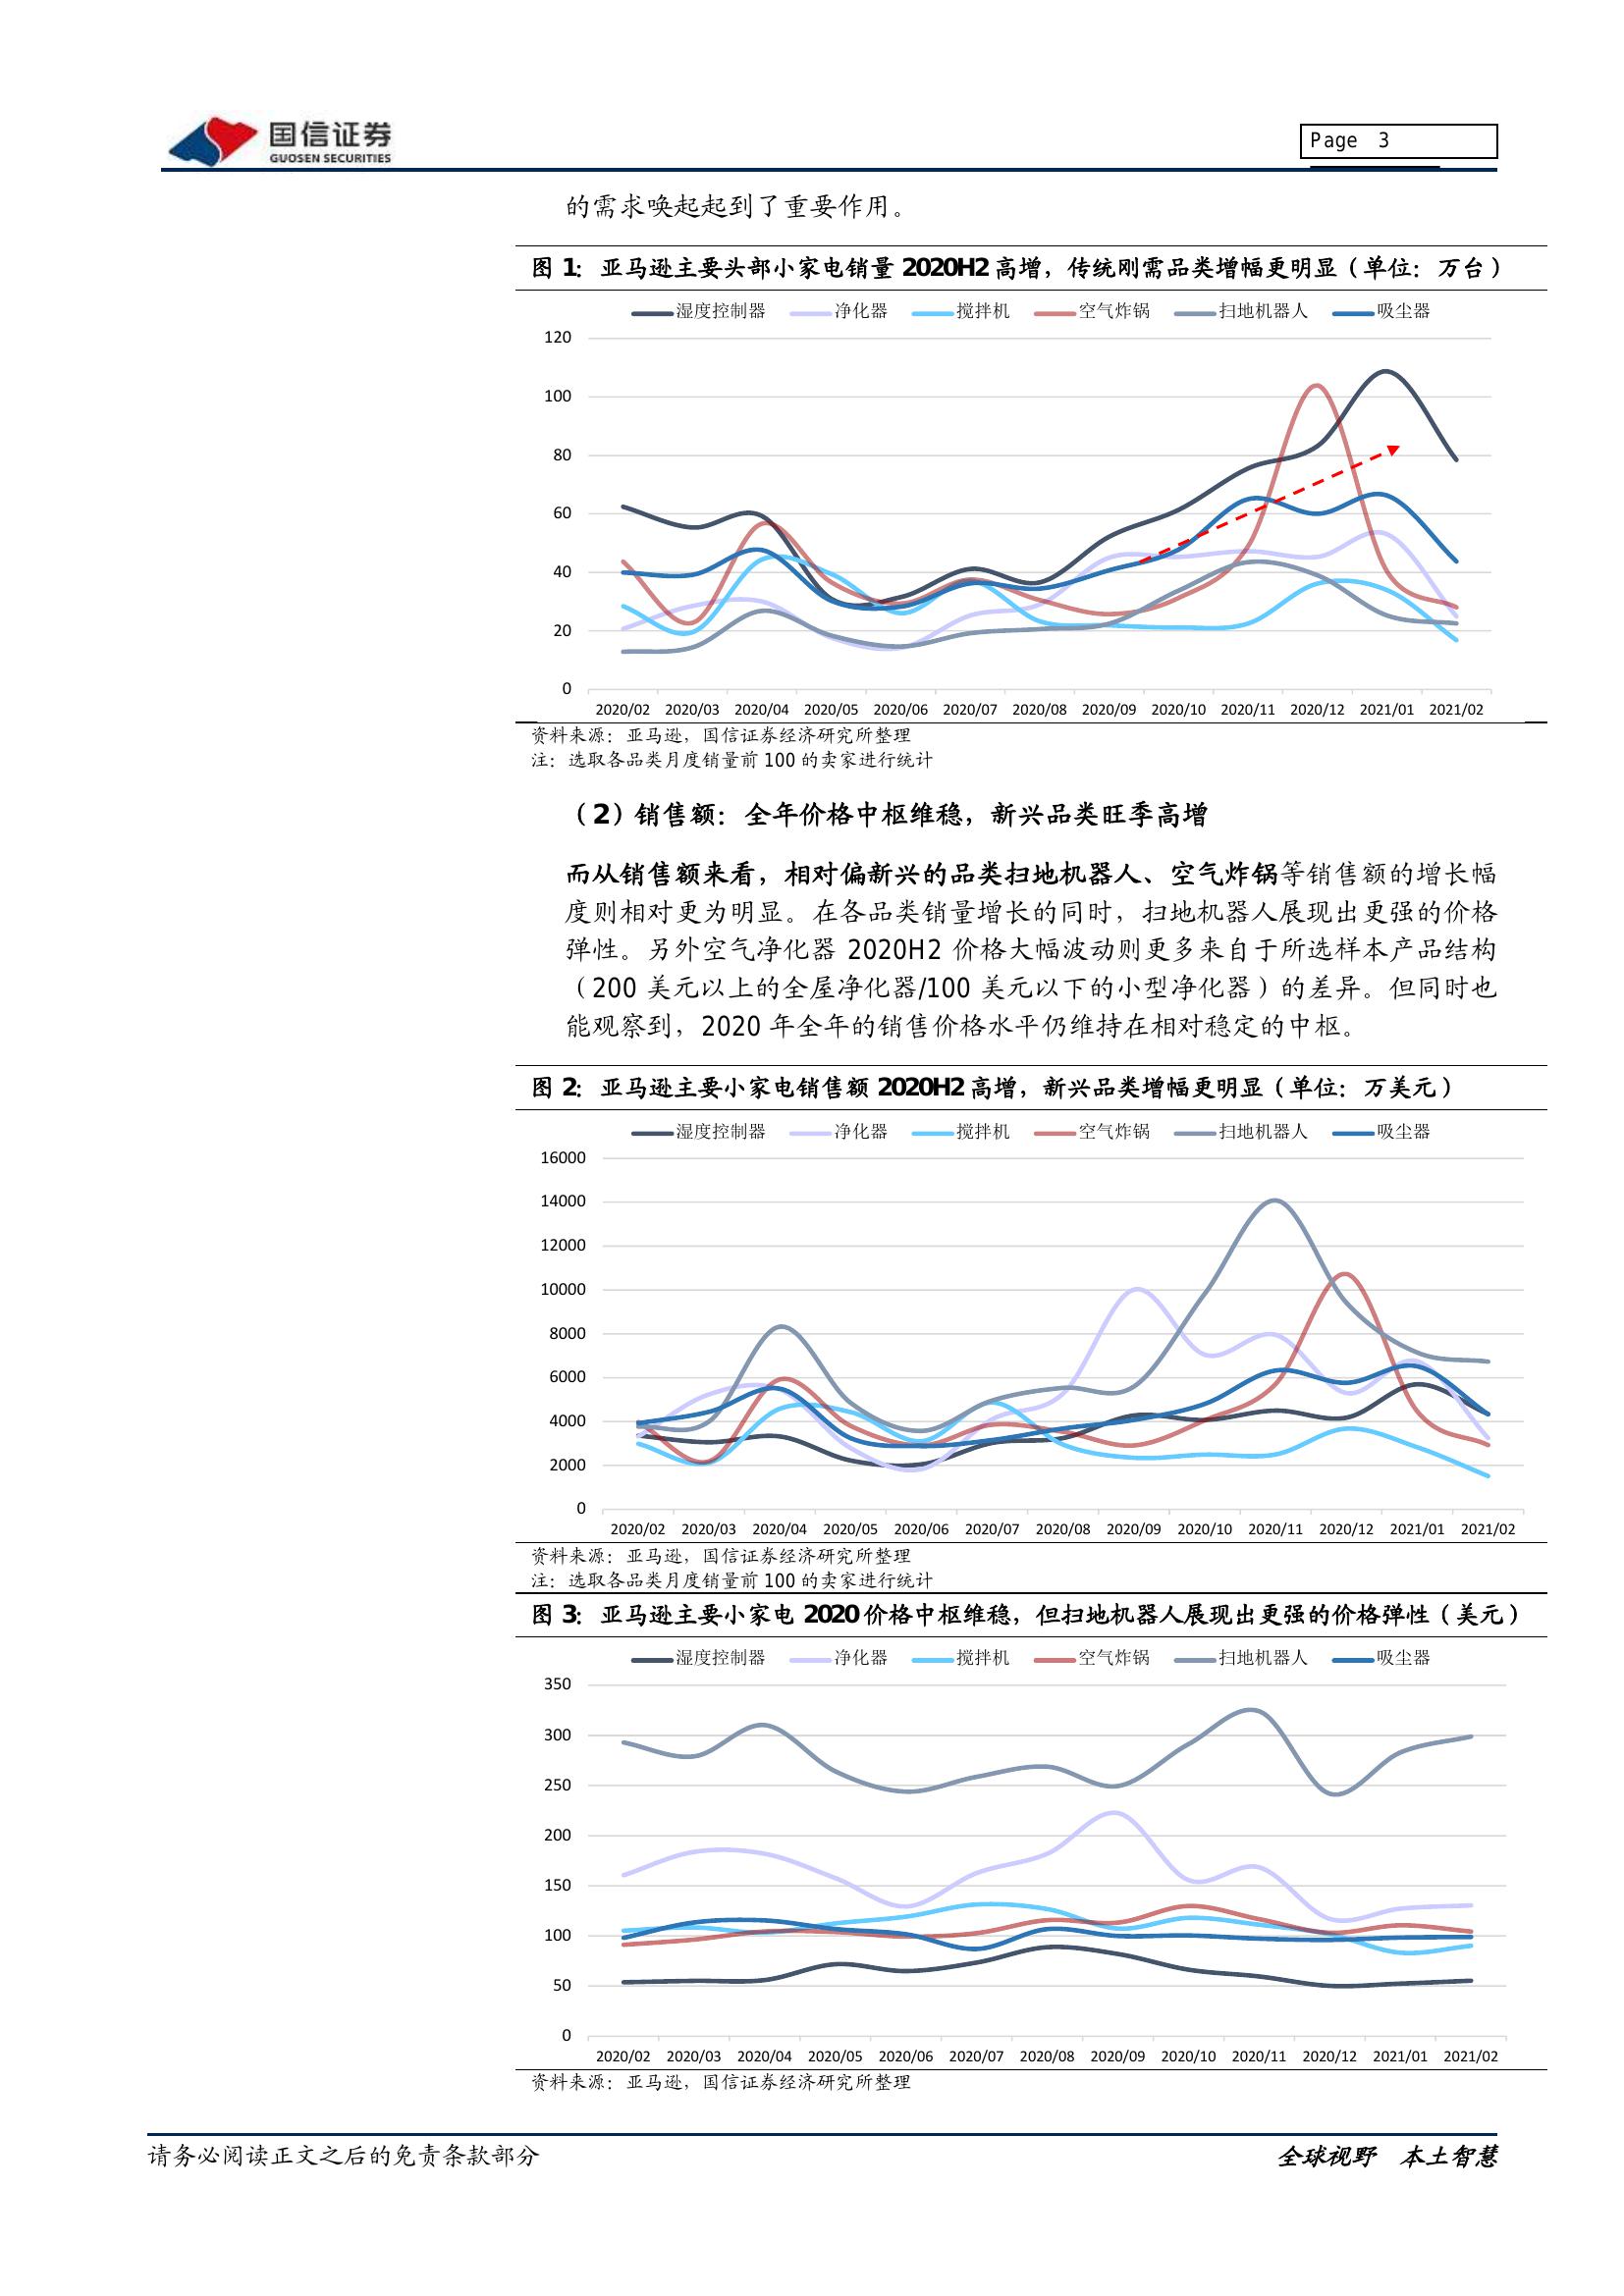 国信证券
GUOSEN SECURITIES
Page 3
的需求唤起起到了重要作用。
图 1：亚马逊主要头部小家电销量 2020H2 高增，传统刚需品类增幅更明显（单位：万台）
湿度控制器 净化器 搅拌机 空气炸锅 扫地机器人 吸尘器
120
100
80
60
40
20
0
2020/02 2020/03 2020/04 2020/05 2020/06 2020/07 2020/08 2020/09 2020/10 2020/11 2020/12 2021/01 2021/02
资料来源：亚马逊，国信证券经济研究所整理
注：选取各品类月度销量前 100 的卖家进行统计
（2）销售额：全年价格中枢维稳，新兴品类旺季高增
而从销售额来看，相对偏新兴的品类扫地机器人、空气炸锅等销售额的增长幅
度则相对更为明显。在各品类销量增长的同时，扫地机器人展现出更强的价格
弹性。另外空气净化器 2020H2 价格大幅波动则更多来自于所选样本产品结构
（200 美元以上的全屋净化器/100 美元以下的小型净化器）的差异。但同时也
能观察到，2020 年全年的销售价格水平仍维持在相对稳定的中枢。
图 2：亚马逊主要小家电销售额 2020H2 高增，新兴品类增幅更明显（单位：万美元）
湿度控制器 净化器 搅拌机 空气炸锅 扫地机器人 吸尘器
16000
14000
12000
10000
8000
6000
4000
2000
0
2020/02 2020/03 2020/04 2020/05 2020/06 2020/07 2020/08 2020/09 2020/10 2020/11 2020/12 2021/01 2021/02
资料来源：亚马逊，国信证券经济研究所整理
注：选取各品类月度销量前 100 的卖家进行统计
图 3：亚马逊主要小家电 2020 价格中枢维稳，但扫地机器人展现出更强的价格弹性（美元）
湿度控制器 净化器 搅拌机 空气炸锅 扫地机器人 吸尘器
350
300
250
200
150
100
50
0
2020/02 2020/03 2020/04 2020/05 2020/06 2020/07 2020/08 2020/09 2020/10 2020/11 2020/12 2021/01 2021/02
资料来源：亚马逊，国信证券经济研究所整理
请务必阅读正文之后的免责条款部分
全球视野 本土智慧